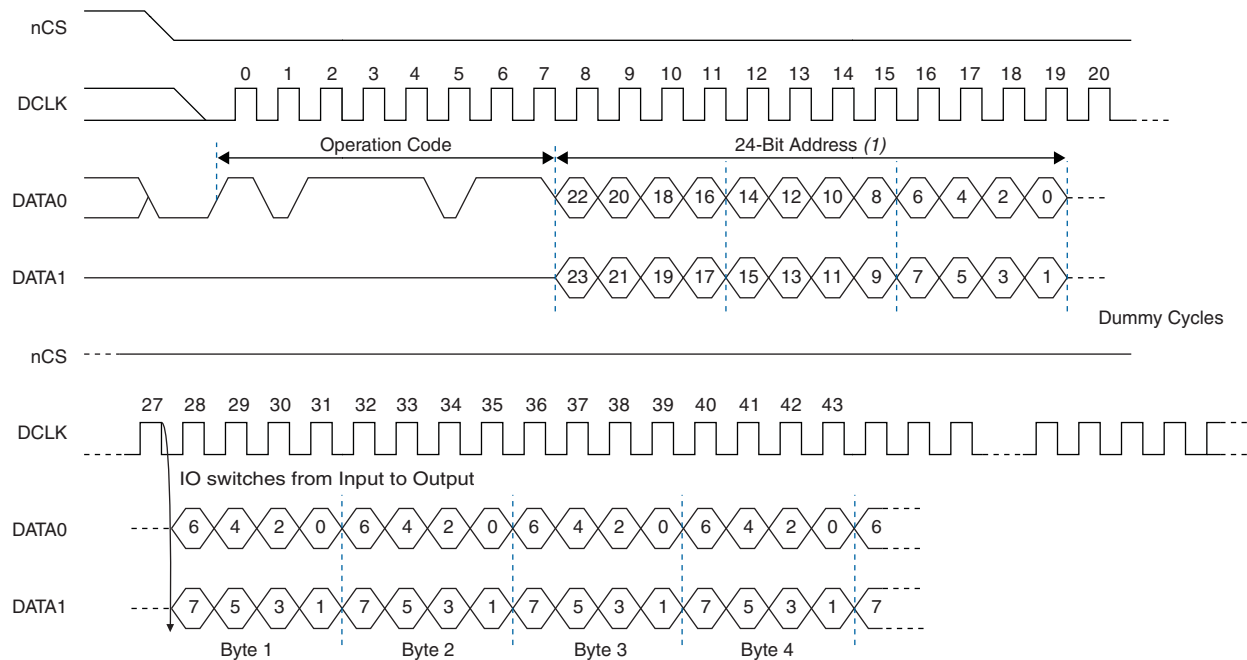 nCS
0 1 2 3 4 5 6 7 8 9 10 11 12 13 14 15 16 17 18 19 20
DCLK
Operation Code 24-Bit Address (1)
DATA0 22 20 18 16 14 12 10 8 6 4 2 0
DATA1 23 21 19 17 15 13 11 9 7 5 3 1
Dummy Cycles
nCS
27 28 29 30 31 32 33 34 35 36 37 38 39 40 41 42 43
DCLK
IO switches from Input to Output
DATA0 6 4 2 0 6 4 2 0 6 4 2 0 6 4 2 0 6
DATA1 7 5 3 1 7 5 3 1 7 5 3 1 7 5 3 1 7
Byte 1 Byte 2 Byte 3 Byte 4